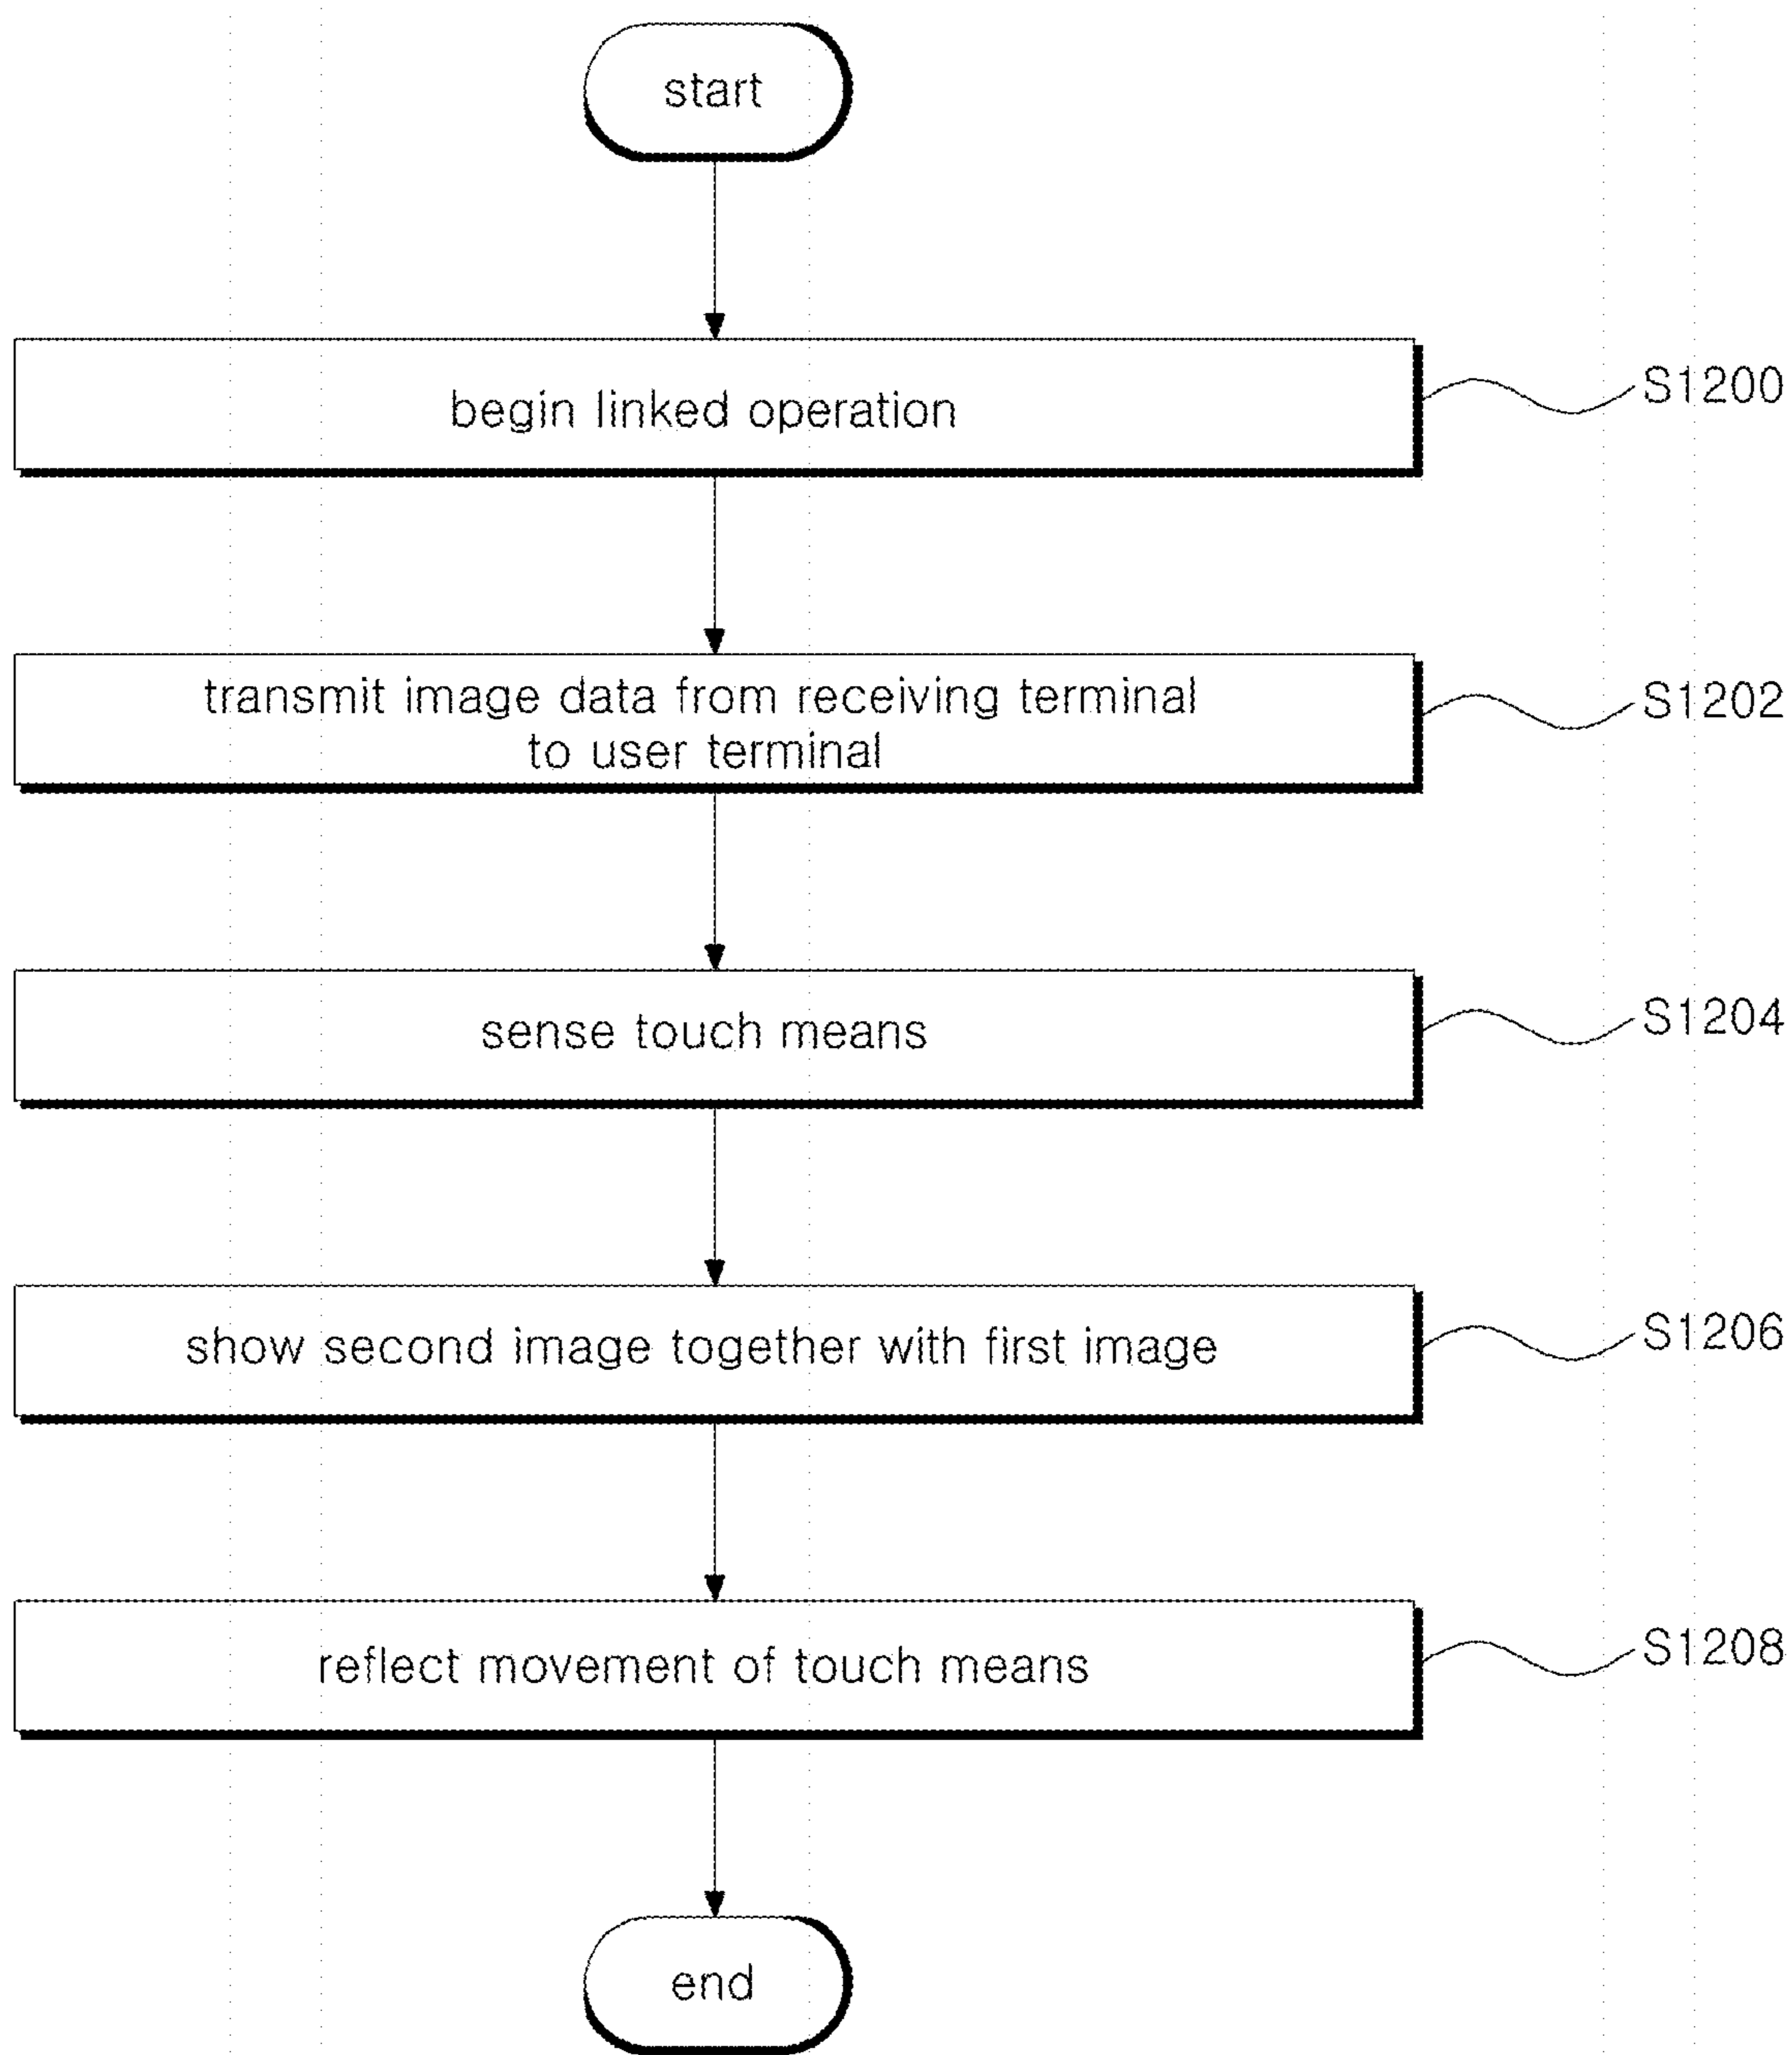 start
begin linked operation
S1200
transmit image data from receiving terminal
to user terminal
S1202
sense touch means
S1204
show second image together with first image
S1206
reflect movement of touch means
S1208
end